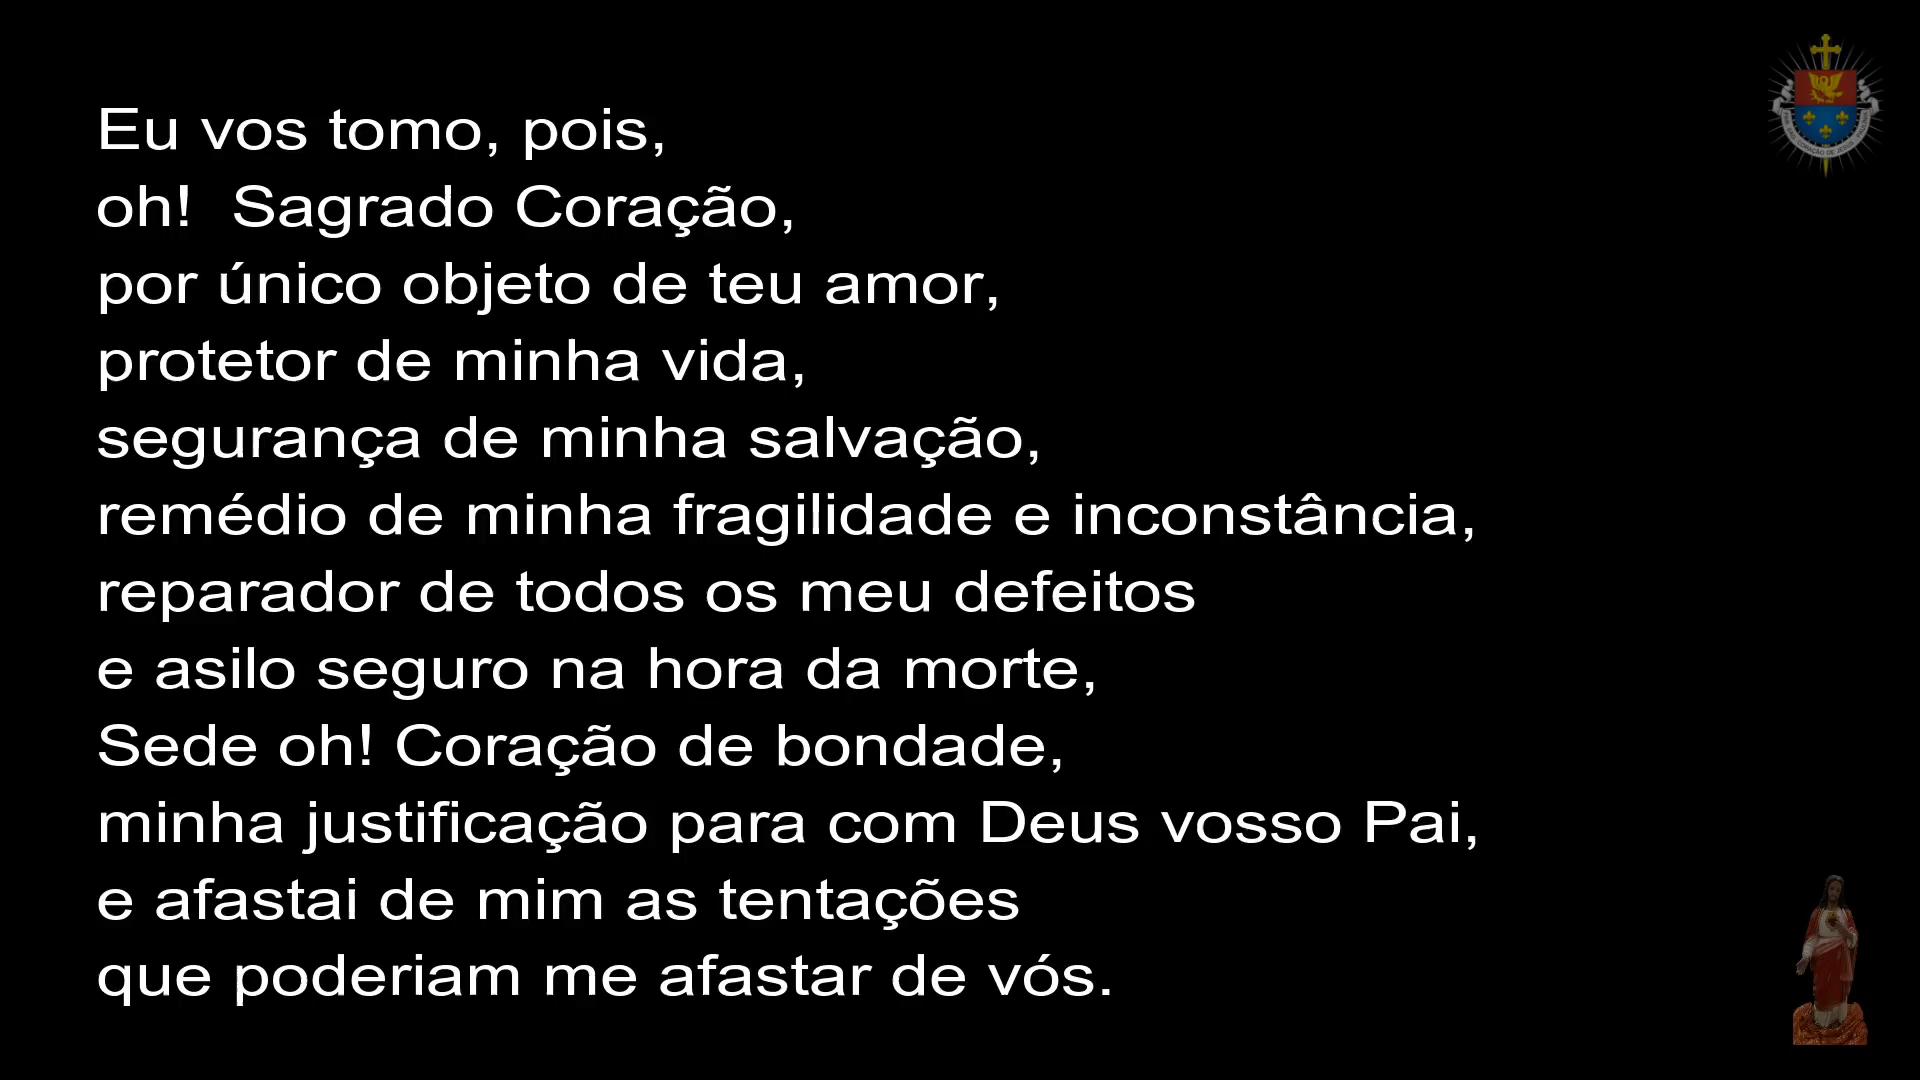 Eu vos tomo, pois,
oh!  Sagrado Coração,
por único objeto de teu amor,
protetor de minha vida,
segurança de minha salvação,
remédio de minha fragilidade e inconstância,
reparador de todos os meu defeitos
e asilo seguro na hora da morte,
Sede oh! Coração de bondade,
minha justificação para com Deus vosso Pai,
e afastai de mim as tentações
que poderiam me afastar de vós.
CORAÇÃO DE JESUS